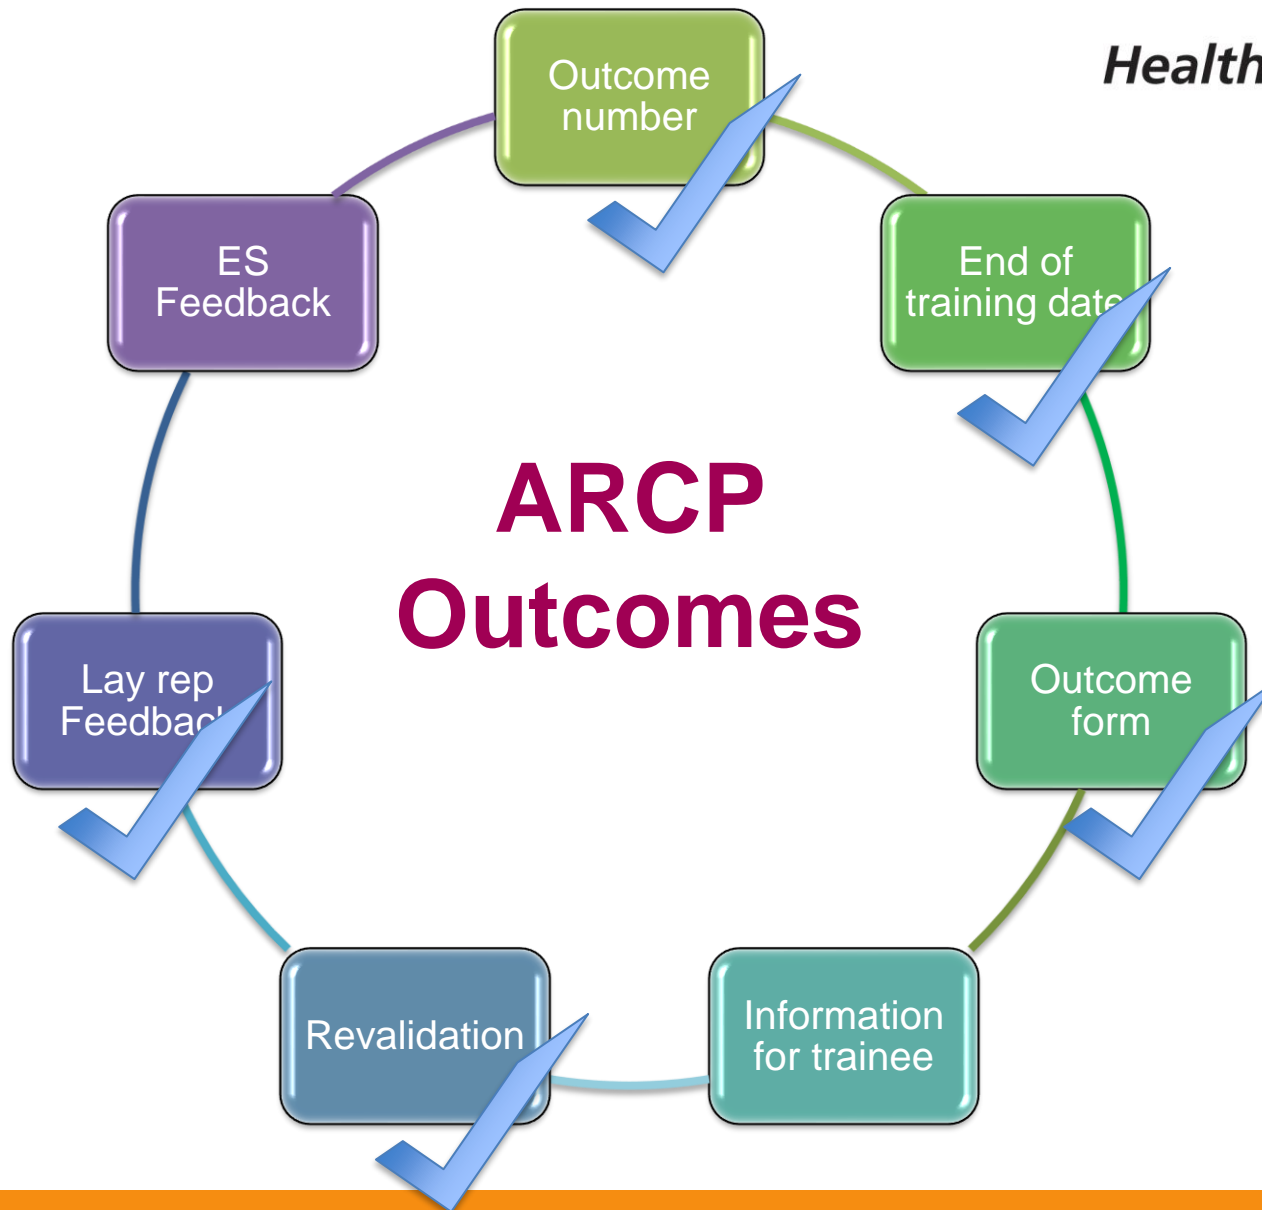 Health
Outcome
number
End of
training date
Outcome
form
Information
for trainee
Revalidation
Lay rep
Feedback
ES
Feedback
ARCP
Outcomes